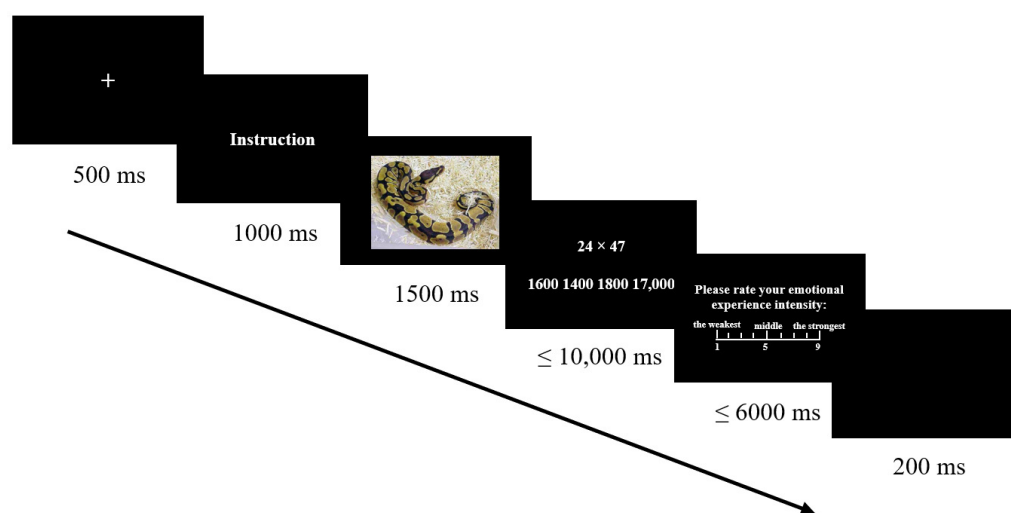 +
500 ms
Instruction
1000 ms
1500 ms
24 × 47
1600 1400 1800 17,000
≤ 10,000 ms
Please rate your emotional
experience intensity:
the weakest middle the strongest
1 5 9
≤ 6000 ms
200 ms